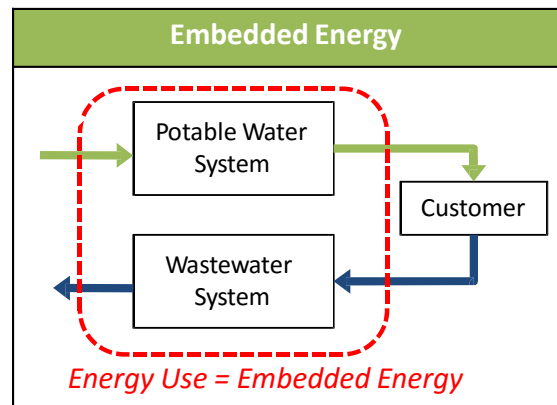 Embedded Energy
Potable Water
System
Customer
Wastewater
System
Energy Use = Embedded Energy